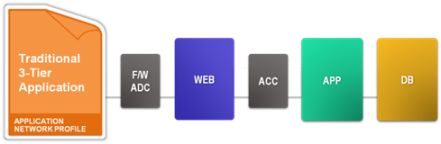 Traditional
3-Tier
Application
APPLICATION
NETWORK PROFILE
F/W
ADC
WEB
ACC
APP
DB